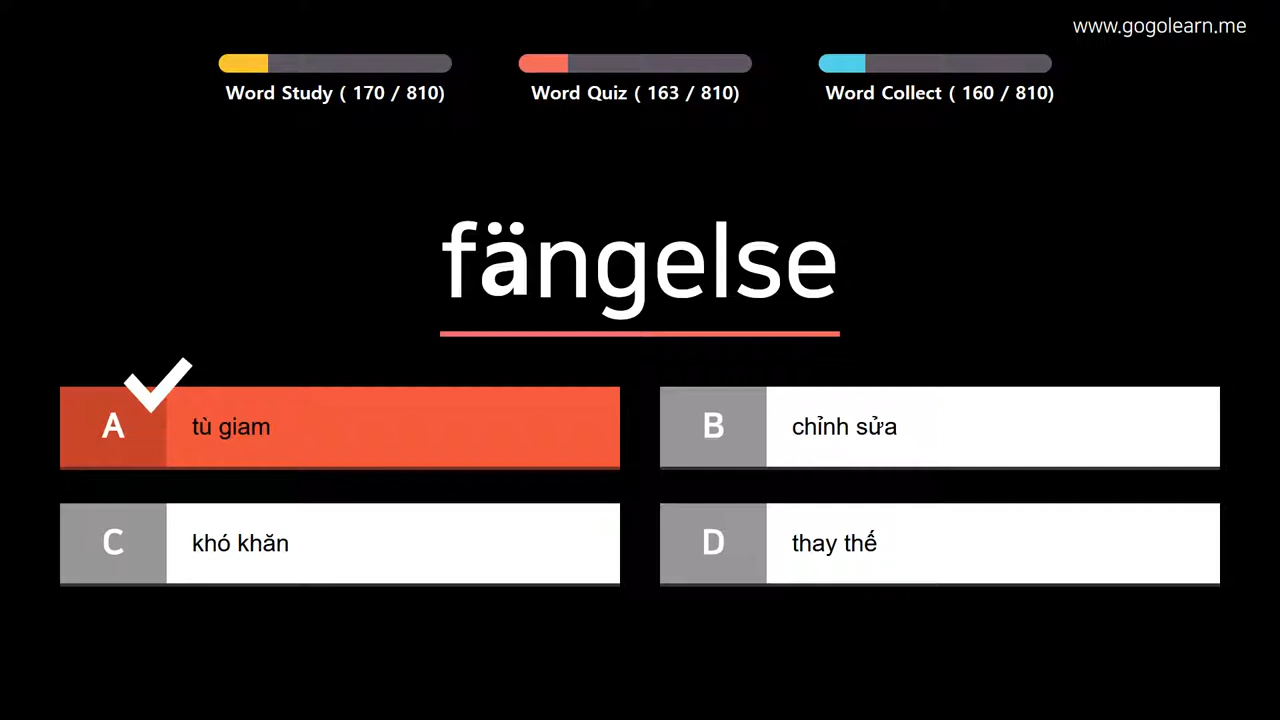 www.gogolearn.me
Word Study ( 170 / 810)
Word Quiz ( 163 / 810)
Word Collect ( 160 / 810)
fängelse
A
tù giam
B
chỉnh sửa
C
khó khăn
D
thay thế